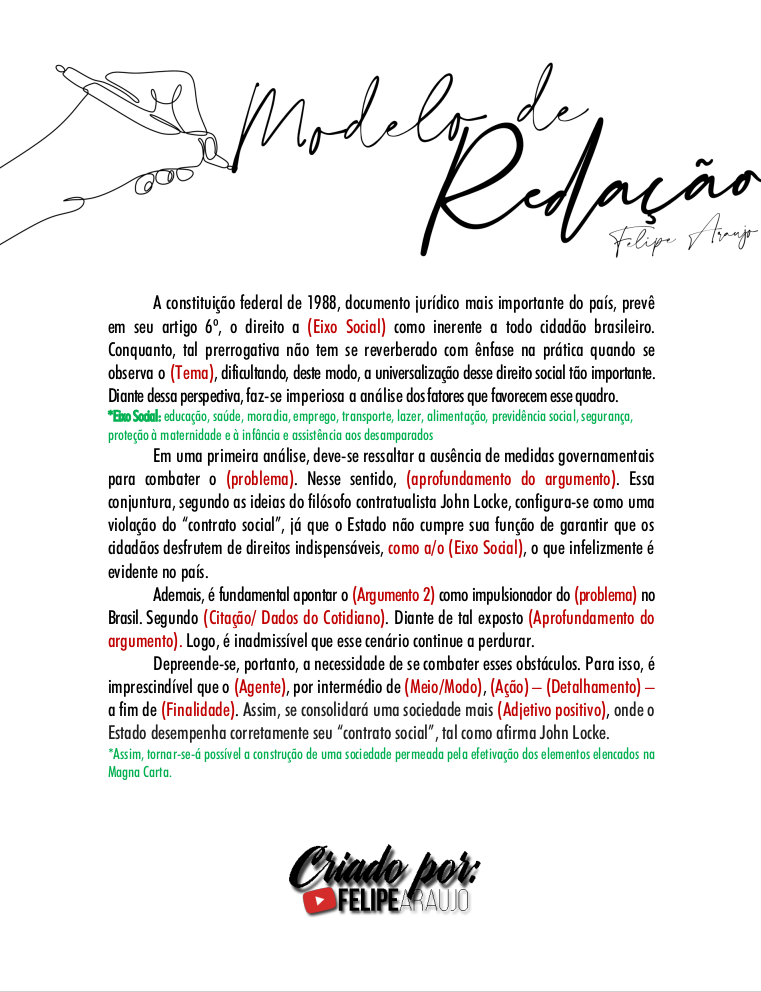 Modelo de
Redação
Felipe Araujo
A constituição federal de 1988, documento jurídico mais importante do país, prevê
em seu artigo 6º, o direito a (Eixo Social) como inerente a todo cidadão brasileiro.
Conquanto, tal prerrogativa não tem se reverberado com ênfase na prática quando se
observa o (Tema), dificultando, deste modo, a universalização desse direito social tão importante.
Diante dessa perspectiva, faz-se imperiosa a análise dos fatores que favorecem esse quadro.
*Eixo Social: educação, saúde, moradia, emprego, transporte, lazer, alimentação, previdência social, segurança,
proteção à maternidade e à infância e assistência aos desamparados
Em uma primeira análise, deve-se ressaltar a ausência de medidas governamentais
para combater o (problema). Nesse sentido, (aprofundamento do argumento). Essa
conjuntura, segundo as ideias do filósofo contratualista John Locke, configura-se como uma
violação do “contrato social”, já que o Estado não cumpre sua função de garantir que os
cidadãos desfrutem de direitos indispensáveis, como a/o (Eixo Social), o que infelizmente é
evidente no país.
Ademais, é fundamental apontar o (Argumento 2) como impulsionador do (problema) no
Brasil. Segundo (Citação/ Dados do Cotidiano). Diante de tal exposto (Aprofundamento do
argumento). Logo, é inadmissível que esse cenário continue a perdurar.
Depreende-se, portanto, a necessidade de se combater esses obstáculos. Para isso, é
imprescindível que o (Agente), por intermédio de (Meio/Modo), (Ação) – (Detalhamento) –
a fim de (Finalidade). Assim, se consolidará uma sociedade mais (Adjetivo positivo), onde o
Estado desempenha corretamente seu “contrato social”, tal como afirma John Locke.
*Assim, tornar-se-á possível a construção de uma sociedade permeada pela efetivação dos elementos elencados na
Magna Carta.
Criado por:
FELIPEARAUJO